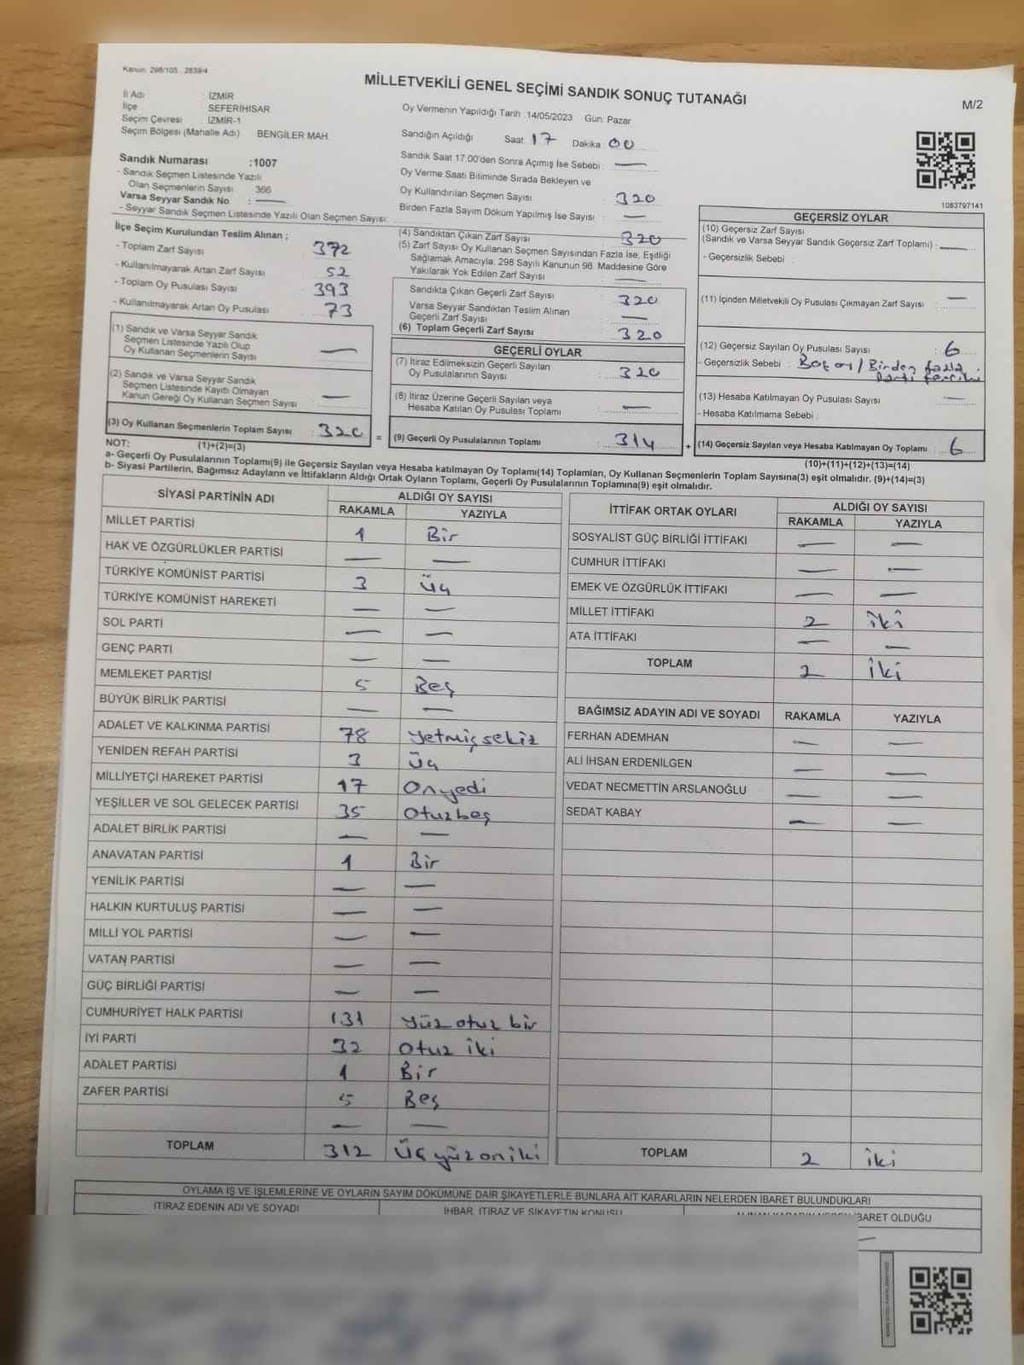 Kanun: 298/105 , 2839/4
MİLLETVEKİLİ GENEL SEÇİMİ SANDIK SONUÇ TUTANAĞI
M/2
İl Adı : İZMİR
İlçe SEFERİHİSAR
Seçim Çevresi İZMİR-1
Seçim Bölgesi (Mahalle Adı) BENGİLER MAH.
Sandık Numarası :1007
- Sandık Seçmen Listesinde Yazılı
Olan Seçmenlerin Sayısı 366
Varsa Seyyar Sandık No : —
- Seyyar Sandık Seçmen Listesinde Yazılı Olan Seçmen Sayısı:
Oy Vermenin Yapıldığı Tarih :14/05/2023 Gün: Pazar
Sandığın Açıldığı Saat 17 Dakika 00
Sandık Saat 17.00'den Sonra Açılmış İse Sebebi : —
Oy Verme Saati Bitiminde Sırada Bekleyen ve
Oy Kullandırılan Seçmen Sayısı 320
Birden Fazla Sayım Döküm Yapılmış İse Sayısı —
1083797141
İlçe Seçim Kurulundan Teslim Alınan ;
- Toplam Zarf Sayısı 372
- Kullanılmayarak Artan Zarf Sayısı 52
- Toplam Oy Pusulası Sayısı 393
- Kullanılmayarak Artan Oy Pusulası 73
(1) Sandık ve Varsa Seyyar Sandık
Seçmen Listesinde Yazılı Olup
Oy Kullanan Seçmenlerin Sayısı —
(2) Sandık ve Varsa Seyyar Sandık
Seçmen Listesinde Kayıtlı Olmayan
Kanun Gereği Oy Kullanan Seçmen Sayısı —
(3) Oy Kullanan Seçmenlerin Toplam Sayısı 320 =
(1)+(2)=(3)
(4) Sandıktan Çıkan Zarf Sayısı 320
(5) Zarf Sayısı Oy Kullanan Seçmen Sayısından Fazla İse, Eşitliği
Sağlamak Amacıyla, 298 Sayılı Kanunun 98. Maddesine Göre
Yakılarak Yok Edilen Zarf Sayısı —
Sandıkta Çıkan Geçerli Zarf Sayısı 320
Varsa Seyyar Sandıktan Teslim Alınan
Geçerli Zarf Sayısı —
(6) Toplam Geçerli Zarf Sayısı 320
GEÇERLİ OYLAR
(7) İtiraz Edilmeksizin Geçerli Sayılan
Oy Pusulalarının Sayısı 320
(8) İtiraz Üzerine Geçerli Sayılan veya
Hesaba Katılan Oy Pusulası Toplamı —
(9) Geçerli Oy Pusulalarının Toplamı 314 +
GEÇERSİZ OYLAR
(10) Geçersiz Zarf Sayısı
(Sandık ve Varsa Seyyar Sandık Geçersiz Zarf Toplamı) : —
- Geçersizlik Sebebi
(11) İçinden Milletvekili Oy Pusulası Çıkmayan Zarf Sayısı : —
(12) Geçersiz Sayılan Oy Pusulası Sayısı : 6
- Geçersizlik Sebebi : Boş oy / Birden fazla
Parti tercihi
(13) Hesaba Katılmayan Oy Pusulası Sayısı : —
- Hesaba Katılmama Sebebi :
(14) Geçersiz Sayılan veya Hesaba Katılmayan Oy Toplamı 6
(10)+(11)+(12)+(13)=(14)
NOT:
a- Geçerli Oy Pusulalarının Toplamı(9) ile Geçersiz Sayılan veya Hesaba katılmayan Oy Toplamı(14) Toplamları, Oy Kullanan Seçmenlerin Toplam Sayısına(3) eşit olmalıdır. (9)+(14)=(3)
b- Siyasi Partilerin, Bağımsız Adayların ve İttifakların Aldığı Ortak Oyların Toplamı, Geçerli Oy Pusulalarının Toplamına(9) eşit olmalıdır.
SİYASİ PARTİNİN ADI ALDIĞI OY SAYISI
RAKAMLA YAZIYLA
MİLLET PARTİSİ 1 Bir
HAK VE ÖZGÜRLÜKLER PARTİSİ — —
TÜRKİYE KOMÜNİST PARTİSİ 3 Üç
TÜRKİYE KOMÜNİST HAREKETİ — —
SOL PARTİ — —
GENÇ PARTİ — —
MEMLEKET PARTİSİ 5 Beş
BÜYÜK BİRLİK PARTİSİ — —
ADALET VE KALKINMA PARTİSİ 78 Yetmiş sekiz
YENİDEN REFAH PARTİSİ 3 Üç
MİLLİYETÇİ HAREKET PARTİSİ 17 Onyedi
YEŞİLLER VE SOL GELECEK PARTİSİ 35 Otuzbeş
ADALET BİRLİK PARTİSİ — —
ANAVATAN PARTİSİ 1 Bir
YENİLİK PARTİSİ — —
HALKIN KURTULUŞ PARTİSİ — —
MİLLİ YOL PARTİSİ — —
VATAN PARTİSİ — —
GÜÇ BİRLİĞİ PARTİSİ — —
CUMHURİYET HALK PARTİSİ 131 Yüz otuz bir
İYİ PARTİ 32 Otuz iki
ADALET PARTİSİ 1 Bir
ZAFER PARTİSİ 5 Beş
— —
TOPLAM 312 Üçyüz oniki
İTTİFAK ORTAK OYLARI ALDIĞI OY SAYISI
RAKAMLA YAZIYLA
SOSYALİST GÜÇ BİRLİĞİ İTTİFAKI — —
CUMHUR İTTİFAKI — —
EMEK VE ÖZGÜRLÜK İTTİFAKI — —
MİLLET İTTİFAKI 2 İki
ATA İTTİFAKI — —
TOPLAM 2 İki
BAĞIMSIZ ADAYIN ADI VE SOYADI RAKAMLA YAZIYLA
FERHAN ADEMHAN — —
ALİ İHSAN ERDENİLGEN — —
VEDAT NECMETTİN ARSLANOĞLU — —
SEDAT KABAY — —
TOPLAM 2 iki
OYLAMA İŞ VE İŞLEMLERİNE VE OYLARIN SAYIM DÖKÜMÜNE DAİR ŞİKAYETLERLE BUNLARA AİT KARARLARIN NELERDEN İBARET BULUNDUKLARI
İTİRAZ EDENİN ADI VE SOYADI İHBAR, İTİRAZ VE ŞİKAYETİN KONUSU İBARET OLDUĞU
—